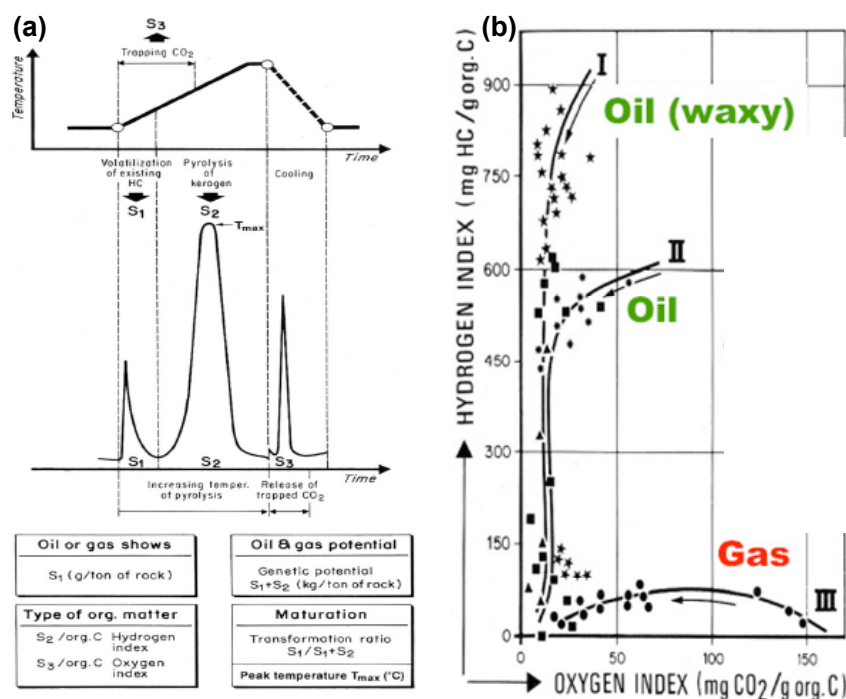 (a)
S3
Trapping CO2
Temperature
Time
Volatilization
of existing
HC
S1
Pyrolysis
of
kerogen
S2
Cooling
Tmax
S1
S2
S3
Time
Increasing temper.
of pyrolysis
Release of
trapped CO2
Oil or gas shows
S1 (g/ton of rock)
Oil & gas potential
Genetic potential
S1+S2 (kg/ton of rock)
Type of org. matter
S2/org.C Hydrogen
index
S3/org.C Oxygen
index
Maturation
Transformation ratio
S1/S1+S2
Peak temperature Tmax (°C)
(b)
HYDROGEN INDEX (mg HC/g org. C)
900
750
600
450
300
150
0
I
Oil (waxy)
II
Oil
Gas
III
0
50
100
150
OXYGEN INDEX (mg CO2/g org. C)